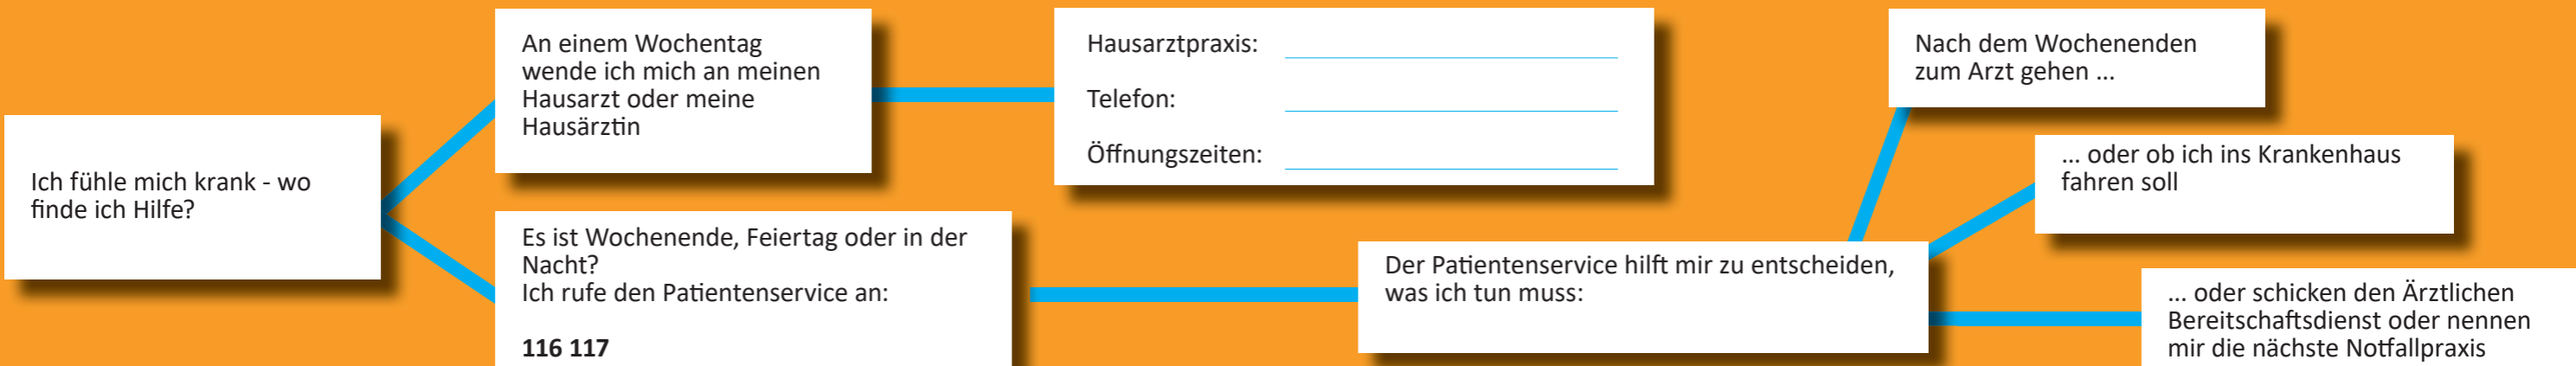 Ich fühle mich krank - wo
finde ich Hilfe?
An einem Wochentag
wende ich mich an meinen
Hausarzt oder meine
Hausärztin
Hausarztpraxis:
Telefon:
Öffnungszeiten:
Es ist Wochenende, Feiertag oder in der
Nacht?
Ich rufe den Patientenservice an:
116 117
Der Patientenservice hilft mir zu entscheiden,
was ich tun muss:
Nach dem Wochenenden
zum Arzt gehen ...
... oder ob ich ins Krankenhaus
fahren soll
... oder schicken den Ärztlichen
Bereitschaftsdienst oder nennen
mir die nächste Notfallpraxis